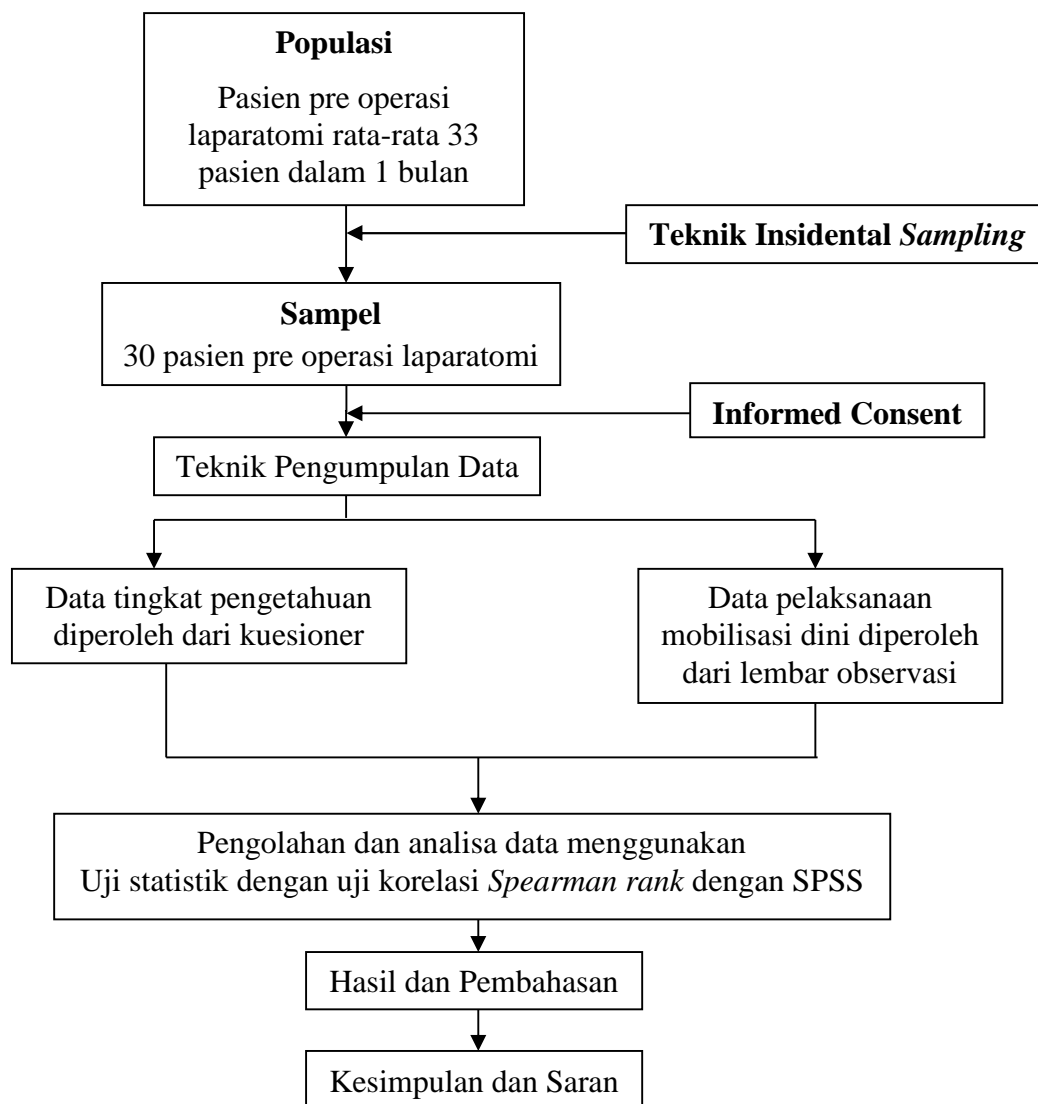 Populasi
Pasien pre operasi
laparatomi rata-rata 33
pasien dalam 1 bulan
Teknik Insidental Sampling
Sampel
30 pasien pre operasi laparatomi
Informed Consent
Teknik Pengumpulan Data
Data tingkat pengetahuan
diperoleh dari kuesioner
Data pelaksanaan
mobilisasi dini diperoleh
dari lembar observasi
Pengolahan dan analisa data menggunakan
Uji statistik dengan uji korelasi Spearman rank dengan SPSS
Hasil dan Pembahasan
Kesimpulan dan Saran